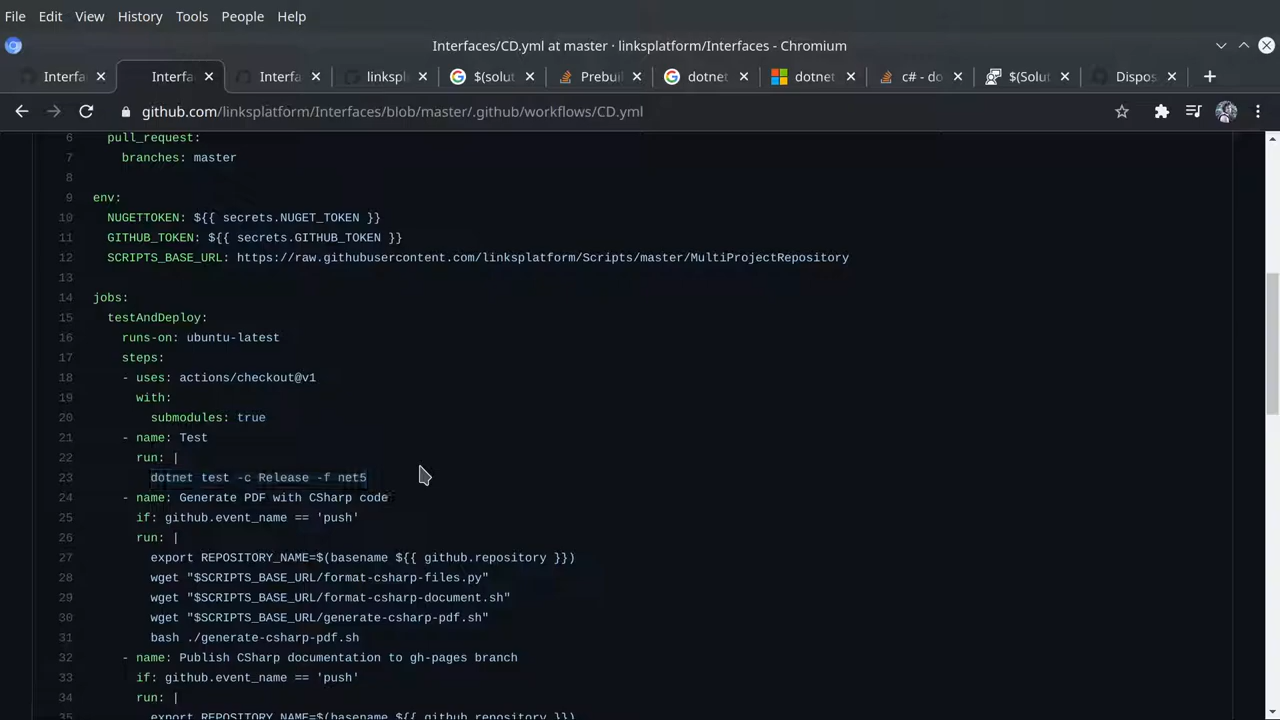 File Edit View History Tools People Help
Interfaces/CD.yml at master · linksplatform/Interfaces - Chromium
Interfa Interfa Interfa linkspl $(solut Prebuil dotnet dotnet c# - do $(Solut Dispos
github.com/linksplatform/Interfaces/blob/master/.github/workflows/CD.yml
6 pull_request:
7 branches: master
8
9 env:
10 NUGETTOKEN: ${{ secrets.NUGET_TOKEN }}
11 GITHUB_TOKEN: ${{ secrets.GITHUB_TOKEN }}
12 SCRIPTS_BASE_URL: https://raw.githubusercontent.com/linksplatform/Scripts/master/MultiProjectRepository
13
14 jobs:
15 testAndDeploy:
16 runs-on: ubuntu-latest
17 steps:
18 - uses: actions/checkout@v1
19 with:
20 submodules: true
21 - name: Test
22 run: |
23 dotnet test -c Release -f net5
24 - name: Generate PDF with CSharp code
25 if: github.event_name == 'push'
26 run: |
27 export REPOSITORY_NAME=$(basename ${{ github.repository }})
28 wget "$SCRIPTS_BASE_URL/format-csharp-files.py"
29 wget "$SCRIPTS_BASE_URL/format-csharp-document.sh"
30 wget "$SCRIPTS_BASE_URL/generate-csharp-pdf.sh"
31 bash ./generate-csharp-pdf.sh
32 - name: Publish CSharp documentation to gh-pages branch
33 if: github.event_name == 'push'
34 run: |
35 export REPOSITORY_NAME=$(basename ${{ github.repository }})